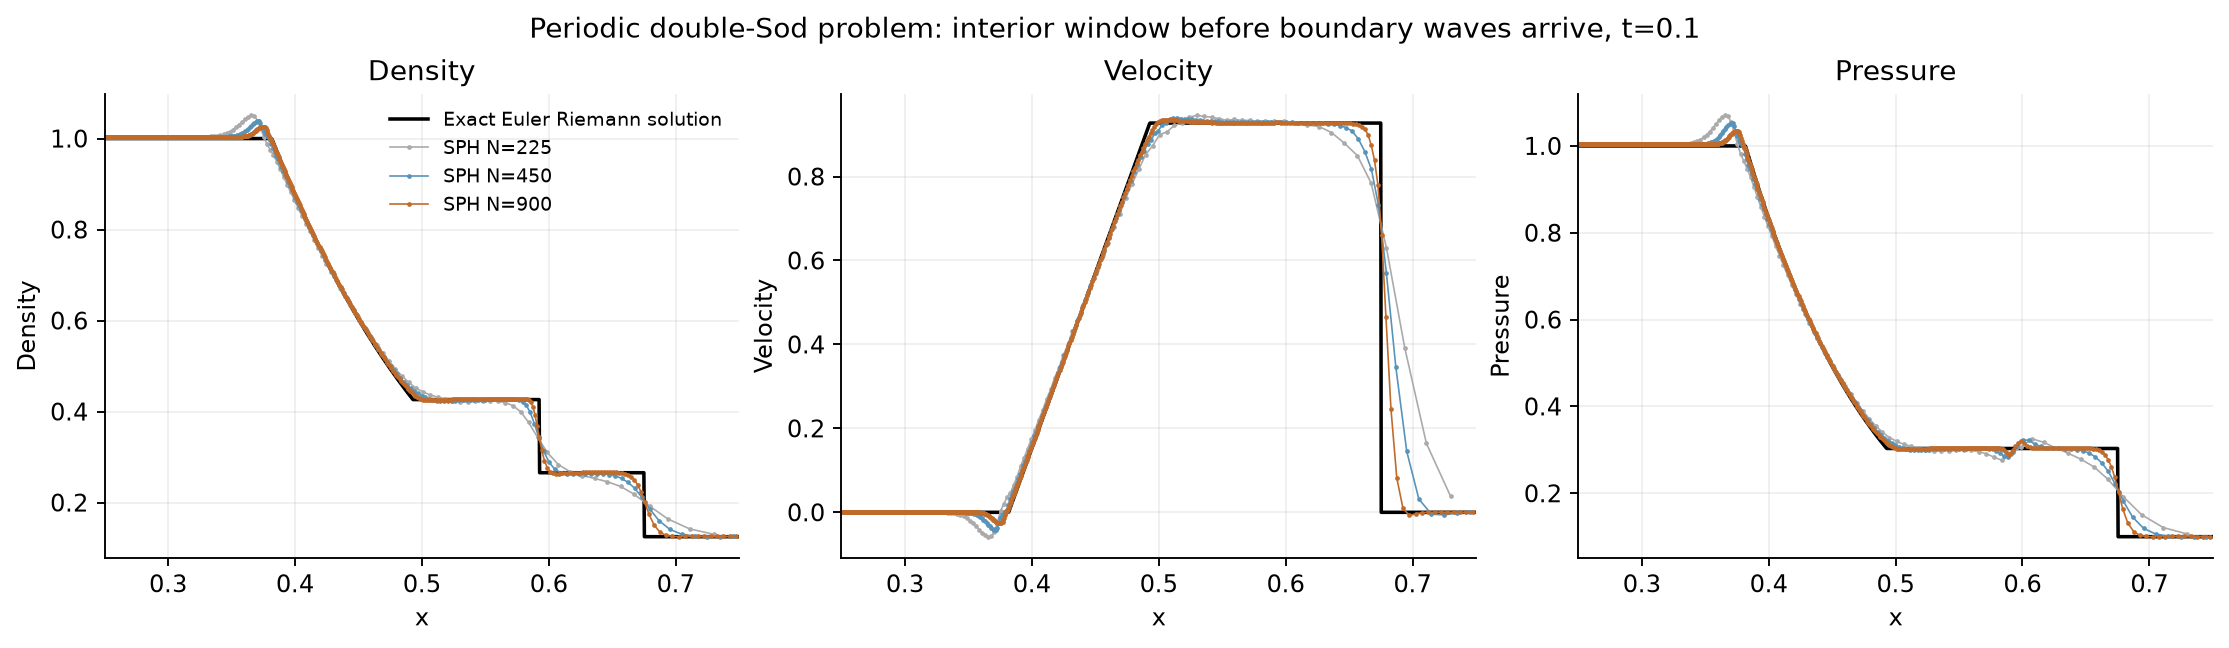 Periodic double-Sod problem: interior window before boundary waves arrive, t=0.1
Density
Density
1.0
0.8
0.6
0.4
0.2
0.3
0.4
0.5
0.6
0.7
x
Exact Euler Riemann solution
SPH N=225
SPH N=450
SPH N=900
Velocity
Velocity
0.8
0.6
0.4
0.2
0.0
0.3
0.4
0.5
0.6
0.7
x
Pressure
Pressure
1.0
0.8
0.6
0.4
0.2
0.3
0.4
0.5
0.6
0.7
x